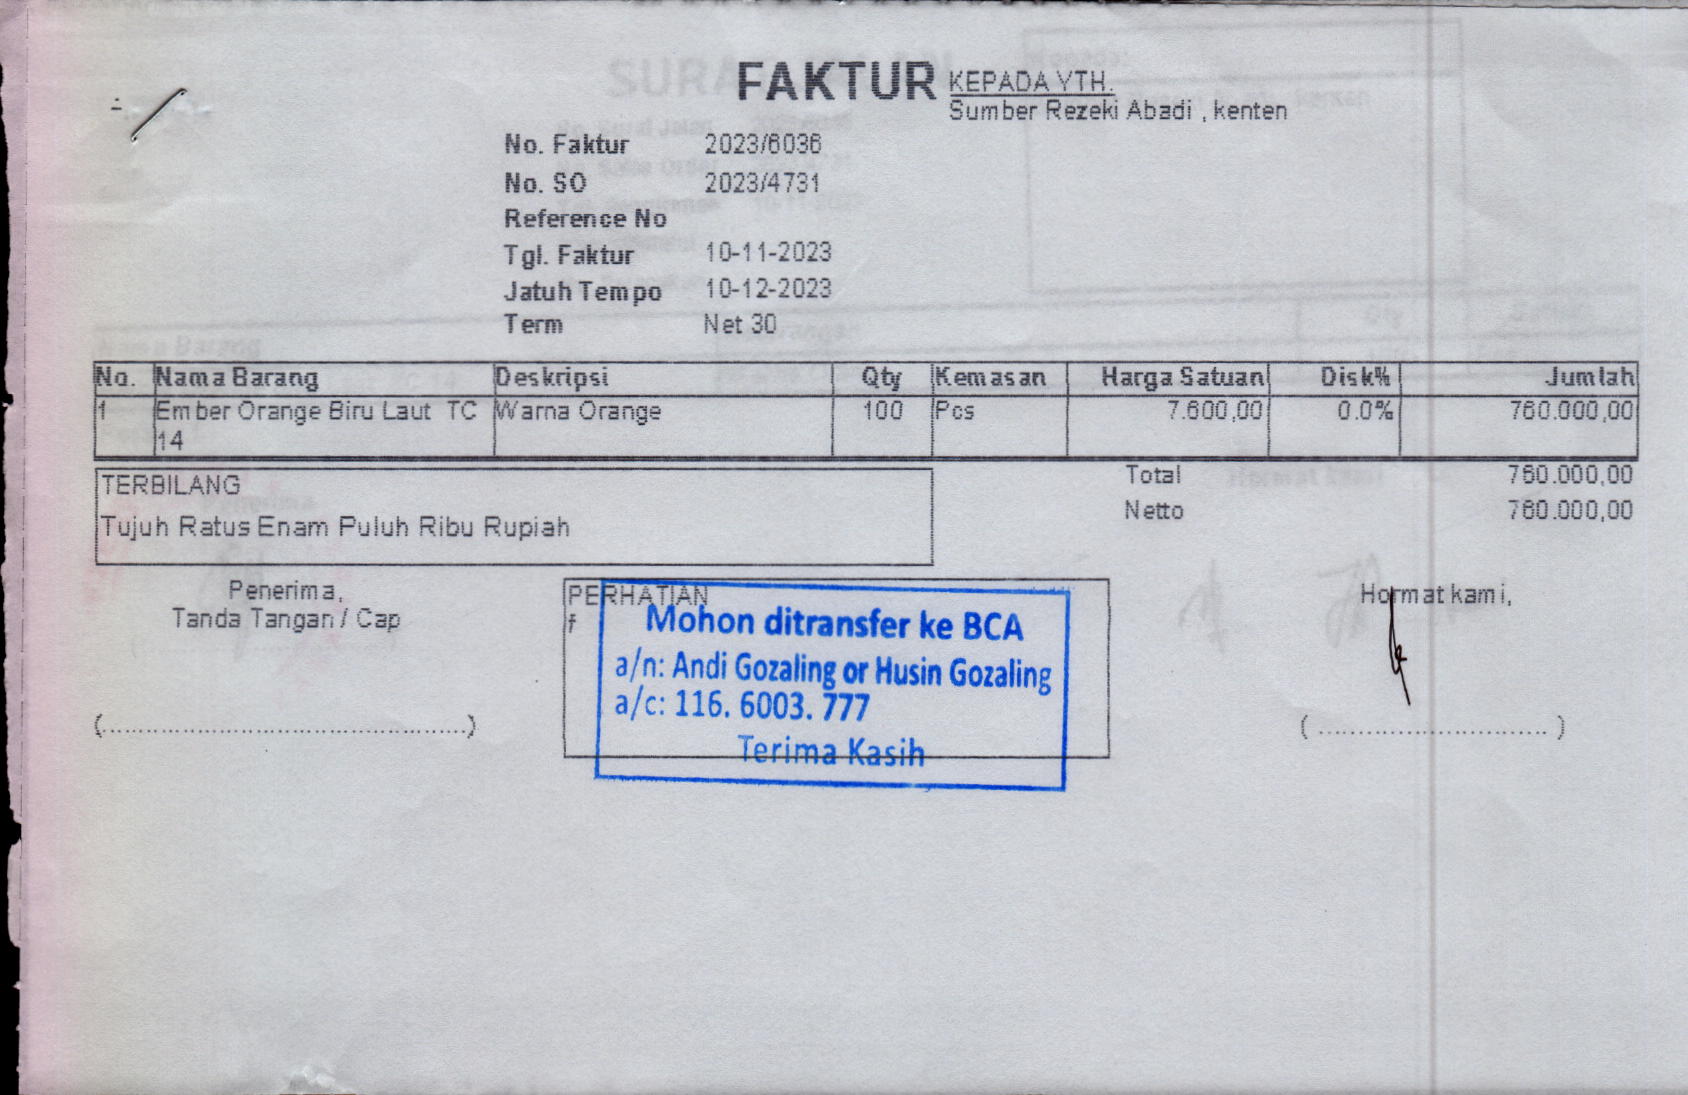 FAKTUR
KEPADA YTH.
Sumber Rezeki Abadi , kenten
No. Faktur 2023/6036
No. SO 2023/4731
Reference No
Tgl. Faktur 10-11-2023
Jatuh Tempo 10-12-2023
Term Net 30
No. Nama Barang Deskripsi Qty Kemasan Harga Satuan Disk% Jumlah
1 Ember Orange Biru Laut TC Warna Orange 100 Pcs 7.600,00 0.0% 760.000,00
14
TERBILANG
Tujuh Ratus Enam Puluh Ribu Rupiah
Total 760.000,00
Netto 760.000,00
Penerima,
Tanda Tangan / Cap
(..................................................)
PERHATIAN
f
Mohon ditransfer ke BCA
a/n: Andi Gozaling or Husin Gozaling
a/c: 116. 6003. 777
Terima Kasih
Hormat kami,
( ............................... )